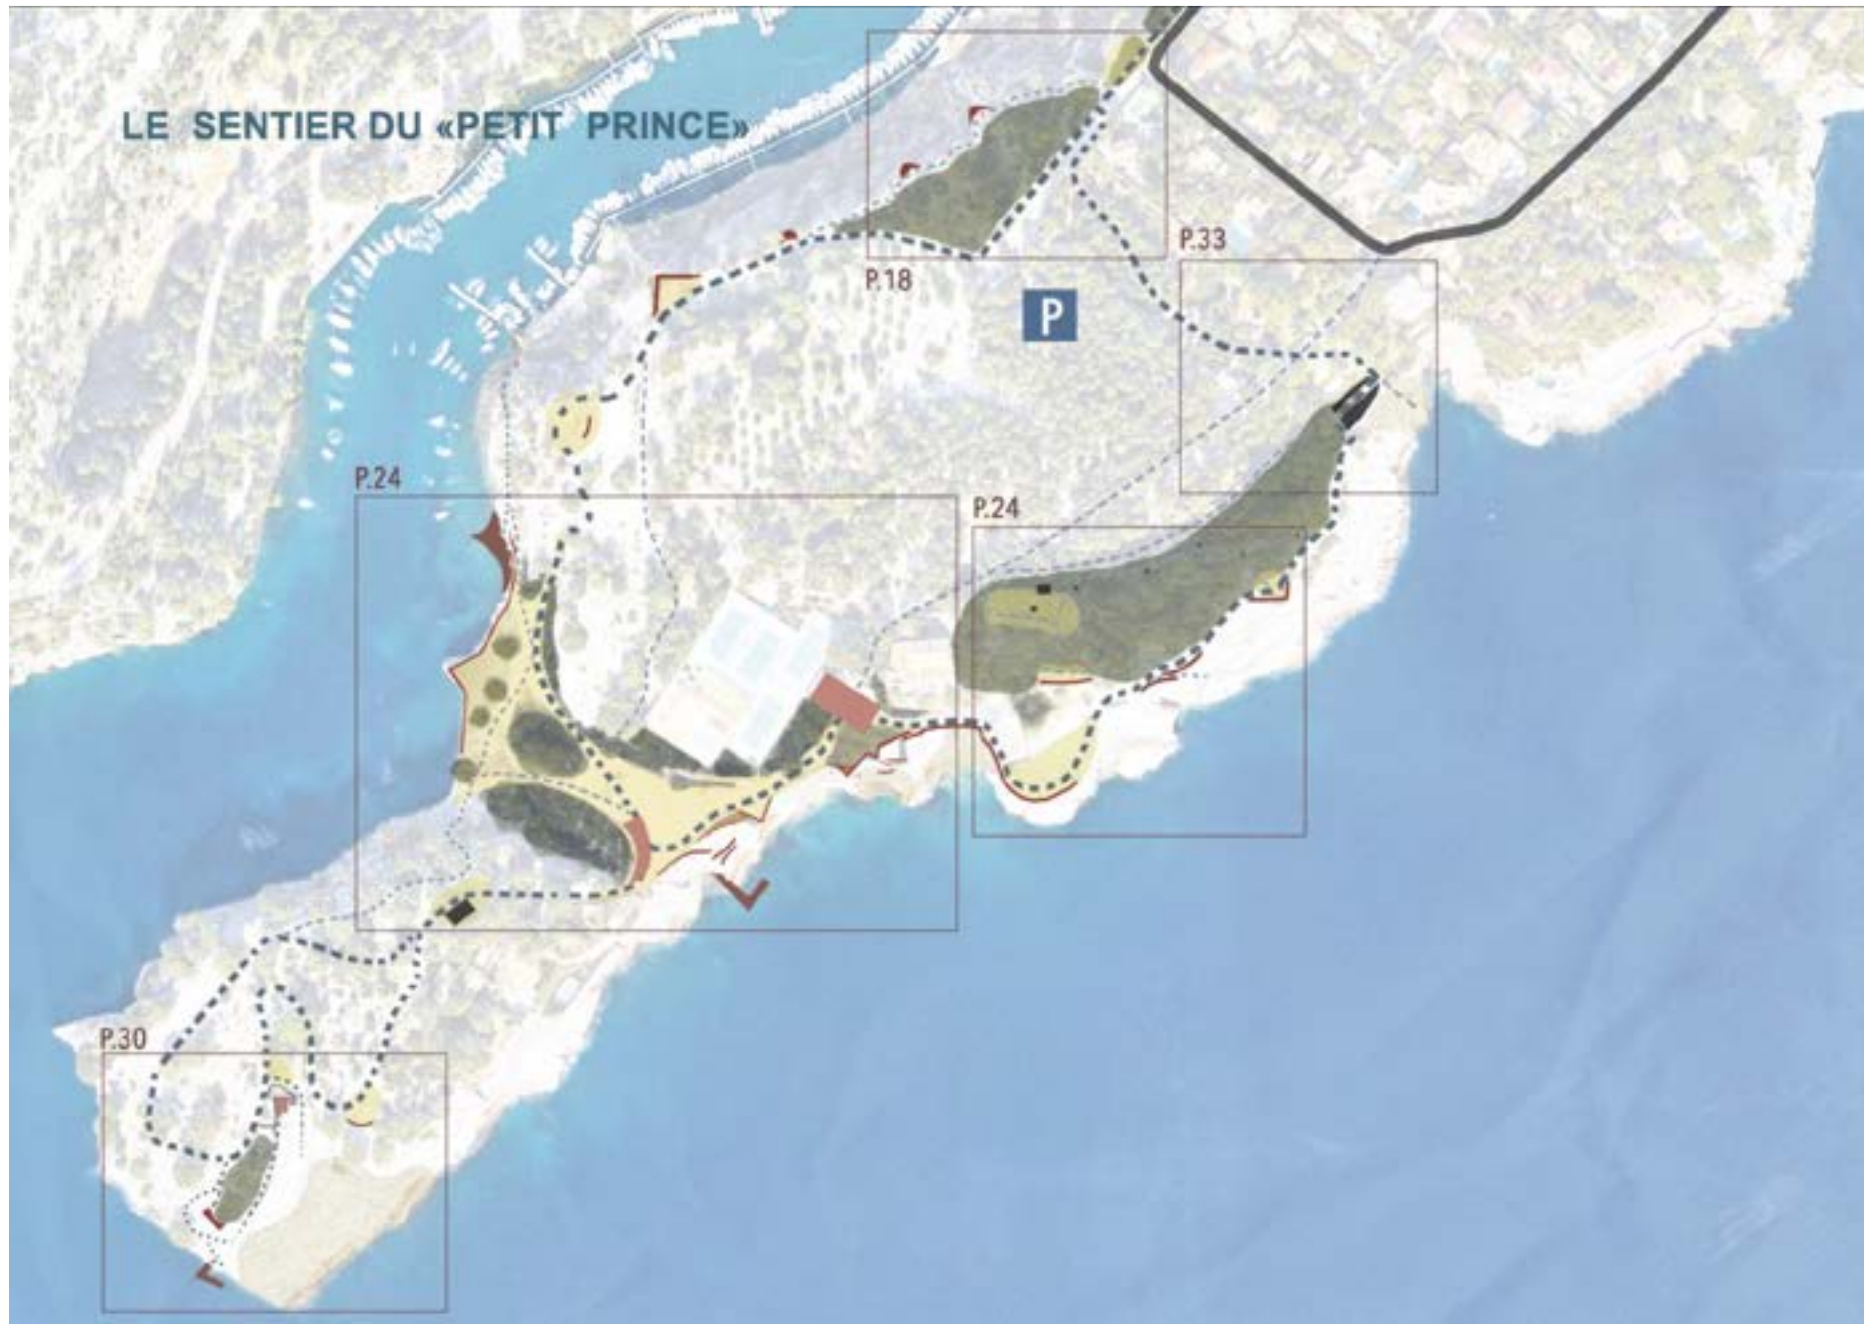 LE SENTIER DU «PETIT PRINCE»
P.33
P.18
P
P.24
P.24
P.30